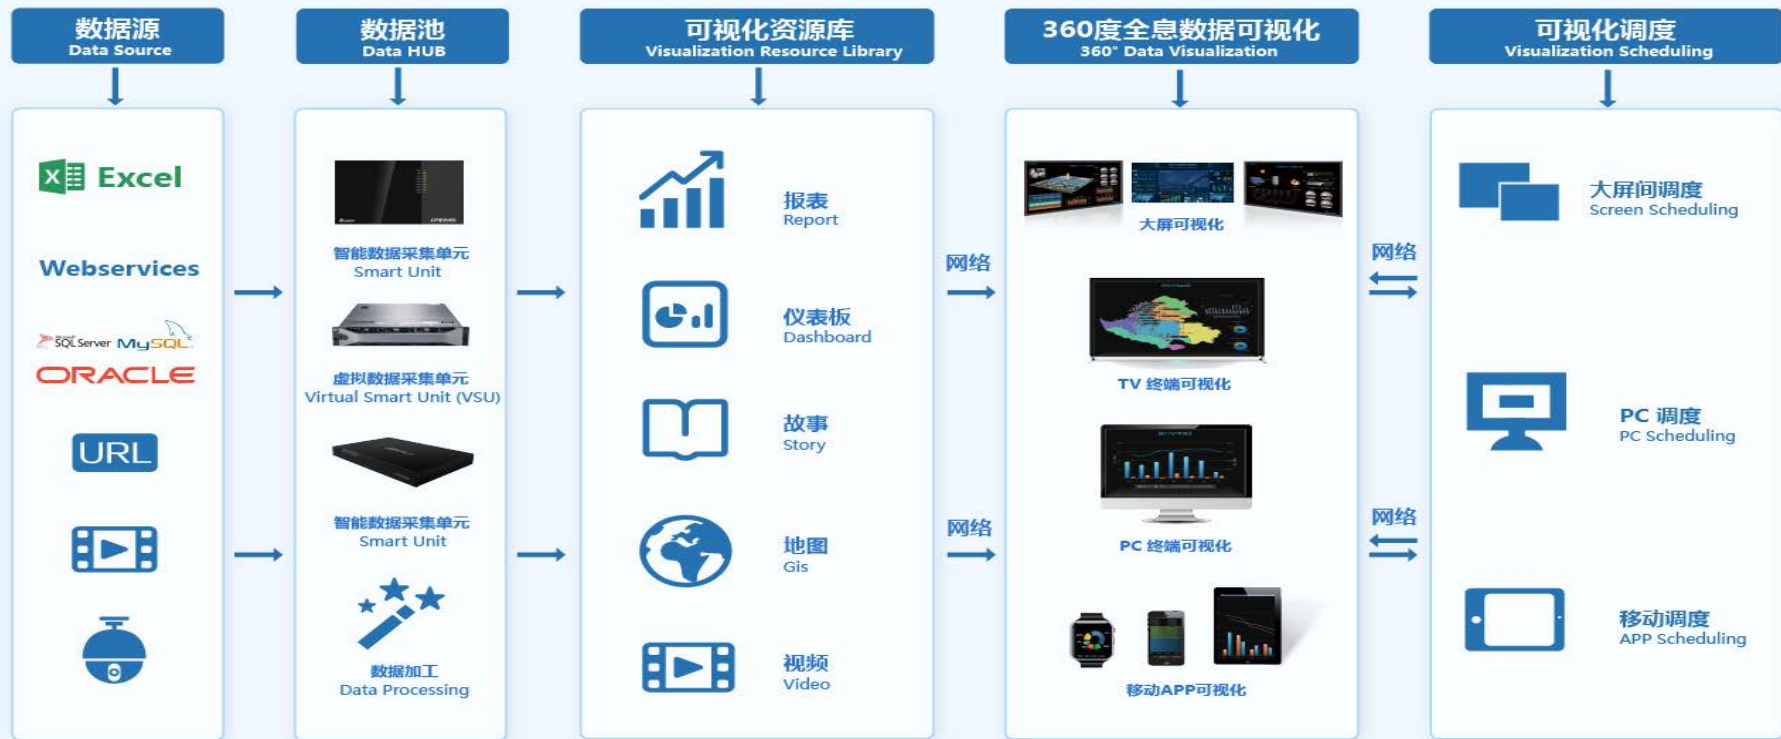 数据源
Data Source
数据池
Data HUB
可视化资源库
Visualization Resource Library
360度全息数据可视化
360° Data Visualization
可视化调度
Visualization Scheduling
Excel
Webservices
SQL Server MySQL
ORACLE
URL
智能数据采集单元
Smart Unit
虚拟数据采集单元
Virtual Smart Unit (VSU)
智能数据采集单元
Smart Unit
数据加工
Data Processing
报表
Report
仪表板
Dashboard
故事
Story
地图
Gis
视频
Video
网络
网络
大屏可视化
TV 终端可视化
PC 终端可视化
移动APP可视化
网络
网络
大屏间调度
Screen Scheduling
PC 调度
PC Scheduling
移动调度
APP Scheduling